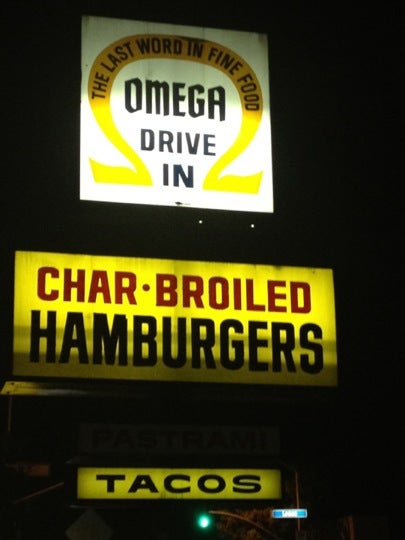 THE LAST WORD IN FINE FOOD
OMEGA
DRIVE
IN
CHAR·BROILED
HAMBURGERS
PASTRAMI
TACOS